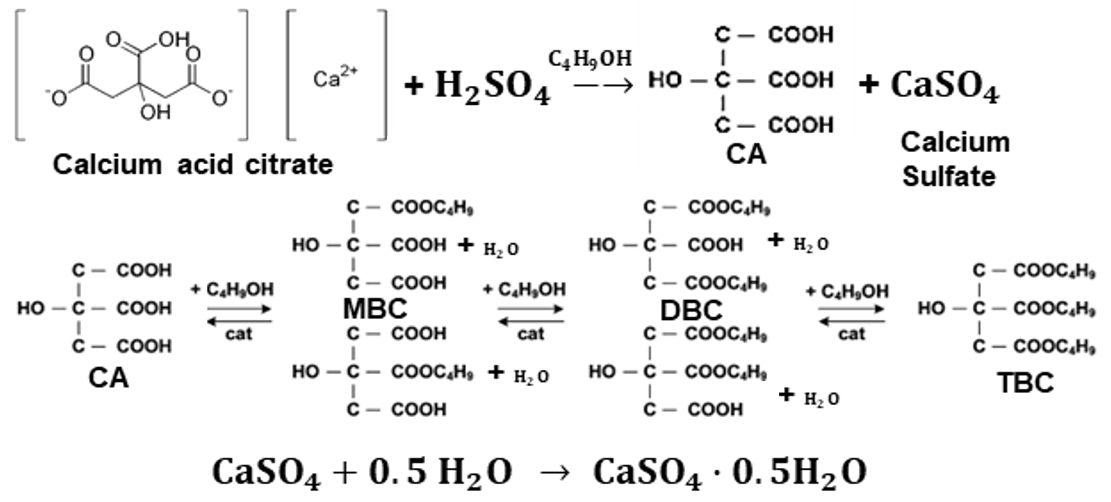 O OH
O O
Ca²⁺ + H₂SO₄ C₄H₉OH → HO – C – COOH + CaSO₄
⁻O O⁻
OH
C – COOH
C – COOH
Calcium acid citrate
CA
Calcium
Sulfate
C – COOC₄H₉
HO – C – COOH + H₂O
C – COOH
MBC
C – COOC₄H₉
HO – C – COOH + H₂O
C – COOC₄H₉
DBC
C – COOH
HO – C – COOH
C – COOH
CA
+ C₄H₉OH
cat
C – COOH
HO – C – COOC₄H₉ + H₂O
C – COOH
+ C₄H₉OH
cat
C – COOC₄H₉
HO – C – COOC₄H₉
C – COOH + H₂O
+ C₄H₉OH
cat
C – COOC₄H₉
HO – C – COOC₄H₉
C – COOC₄H₉
TBC
CaSO₄ + 0.5 H₂O → CaSO₄ · 0.5H₂O